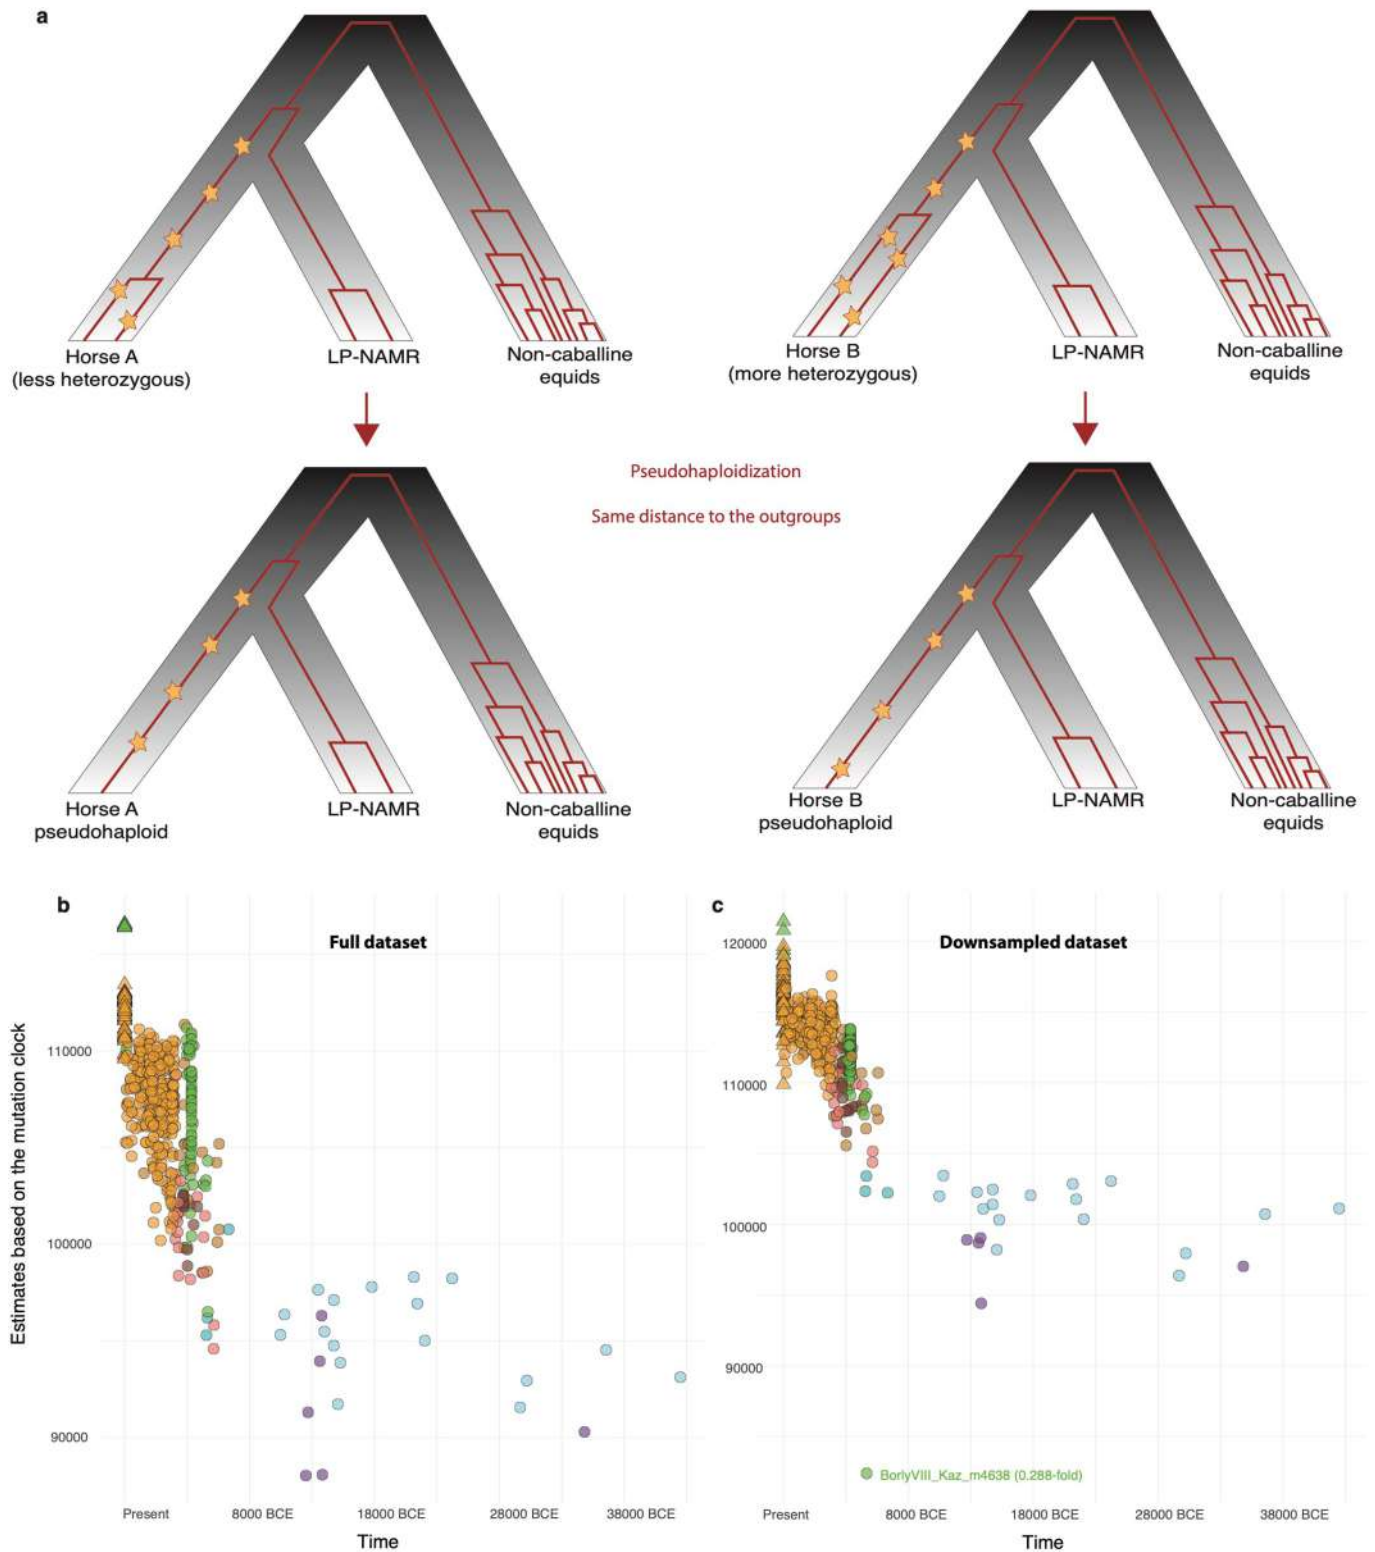 a
Horse A
(less heterozygous)
LP-NAMR
Non-caballine
equids
Horse B
(more heterozygous)
LP-NAMR
Non-caballine
equids
Pseudohaploidization
Same distance to the outgroups
Horse A
pseudohaploid
LP-NAMR
Non-caballine
equids
Horse B
pseudohaploid
LP-NAMR
Non-caballine
equids
b
Full dataset
Estimates based on the mutation clock
110000
100000
90000
Present
8000 BCE
18000 BCE
28000 BCE
38000 BCE
Time
c
Downsampled dataset
120000
110000
100000
90000
BorlyVIII_Kaz_m4638 (0.288-fold)
Present
8000 BCE
18000 BCE
28000 BCE
38000 BCE
Time